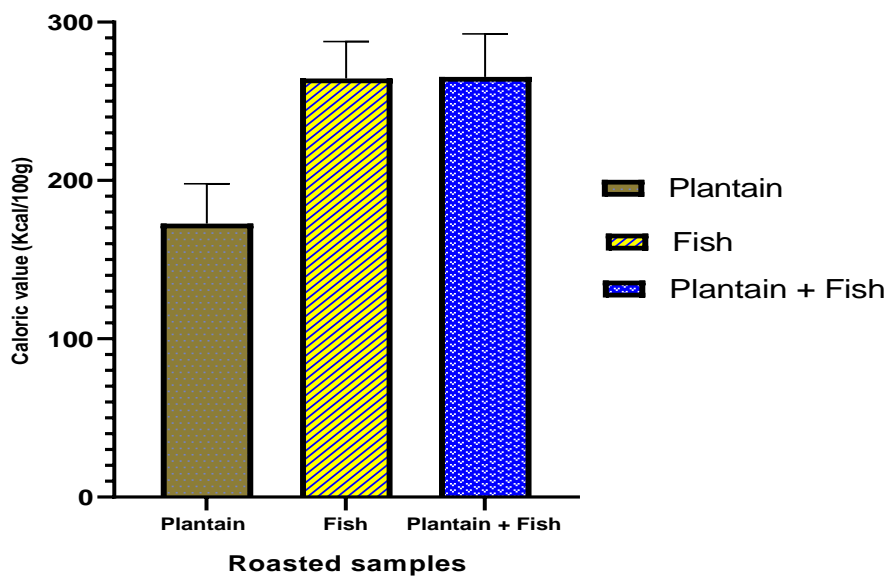 300
200
100
0
Caloric value (Kcal/100g)
Plantain
Fish
Plantain + Fish
Roasted samples
Plantain
Fish
Plantain + Fish